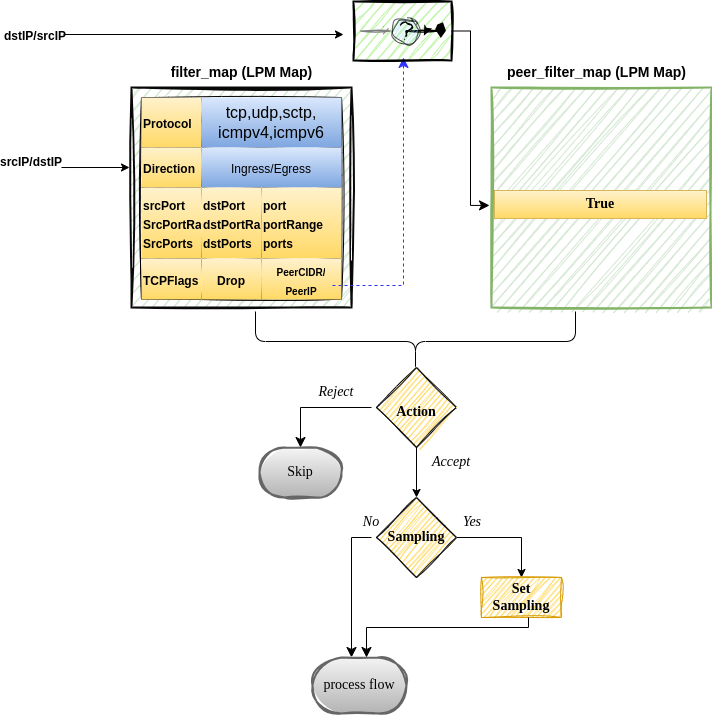 dstIP/srcIP
?
filter_map (LPM Map)
peer_filter_map (LPM Map)
srcIP/dstIP
Protocol
tcp,udp,sctp,
icmpv4,icmpv6
Direction
Ingress/Egress
srcPort dstPort port
SrcPortRa dstPortRa portRange
SrcPorts dstPorts ports
TCPFlags
Drop
PeerCIDR/
PeerIP
True
Action
Reject
Skip
Accept
Sampling
No
Yes
Set
Sampling
process flow